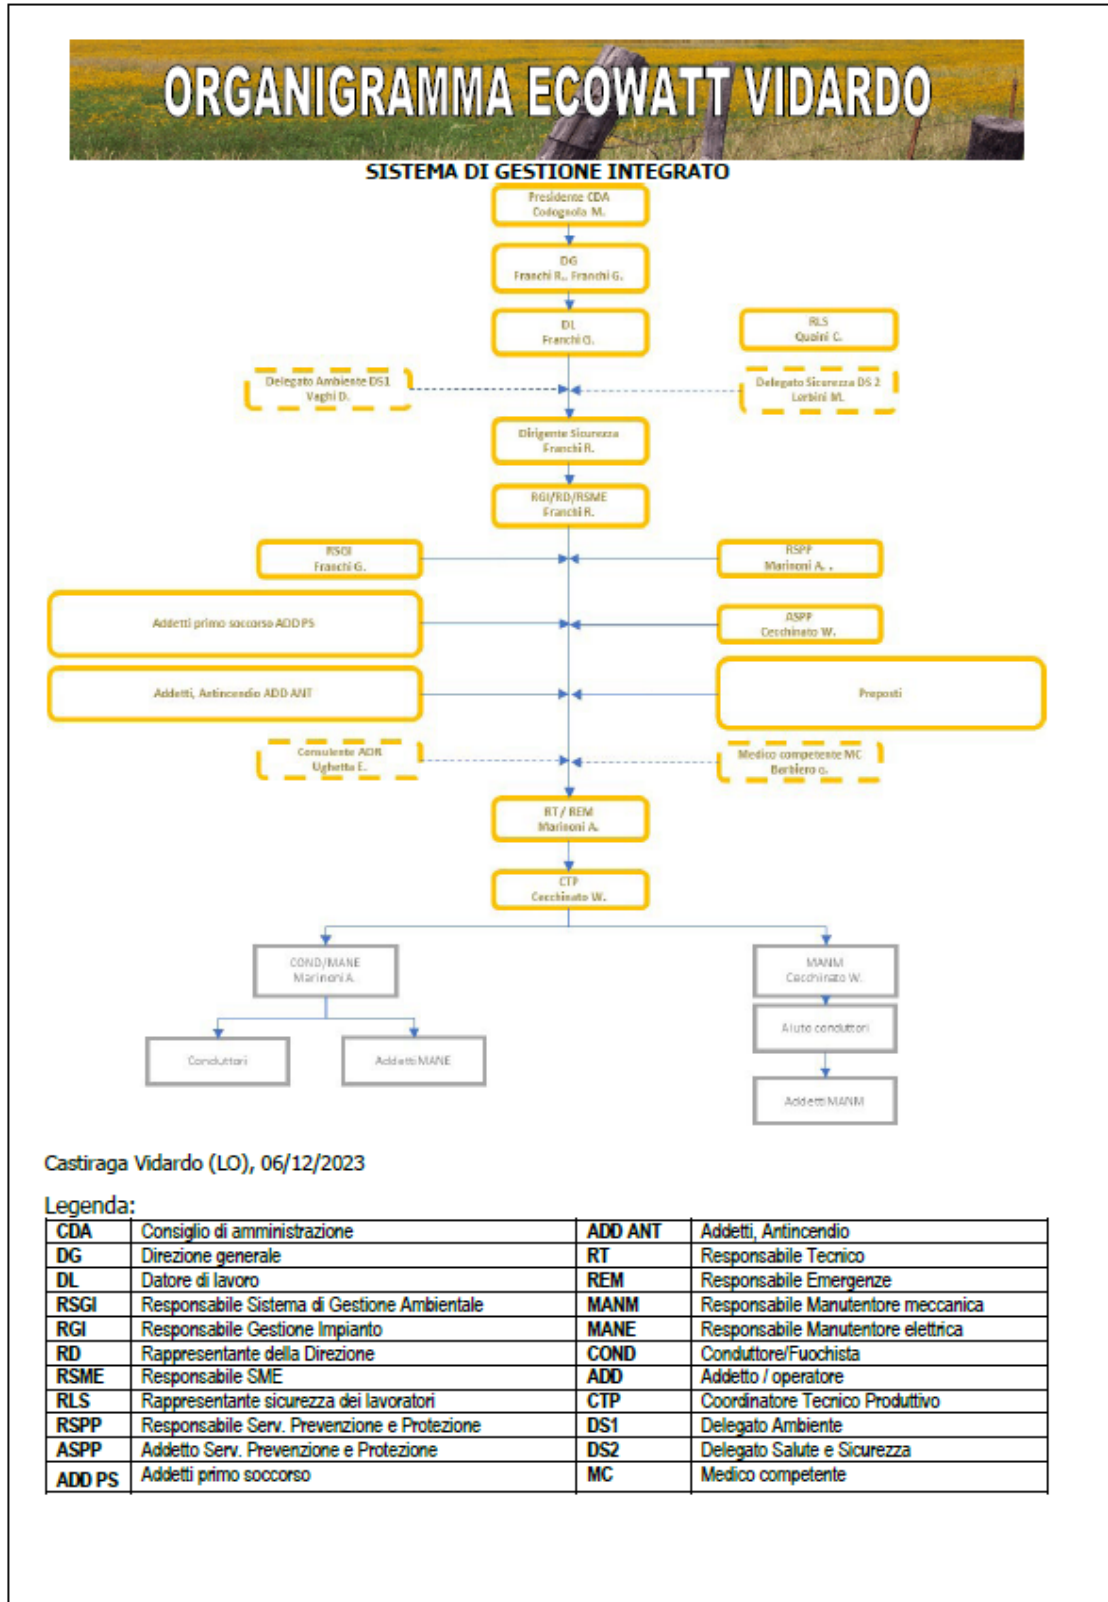 ORGANIGRAMMA ECOWATT VIDARDO
SISTEMA DI GESTIONE INTEGRATO
Presidente CDA
Codognola M.
DG
Franchi R., Franchi G.
DL
Franchi G.
RLS
Quaini C.
Delegato Ambiente DS1
Vaghi D.
Delegato Sicurezza DS 2
Lorbini M.
Dirigente Sicurezza
Franchi R.
RGI/RD/RSME
Franchi R.
RSGI
Franchi G.
RSPP
Marinoni A. .
Addetti primo soccorso ADD PS
ASPP
Cecchinato W.
Addetti, Antincendio ADD ANT
Preposti
Consulente ADR
Ughetta E.
Medico competente MC
Barbiero G.
RT / REM
Marinoni A.
CTP
Cecchinato W.
COND/MANE
Marinoni A.
MANM
Cecchinato W.
Aiuto conduttori
Conduttori
Addetti MANE
Addetti MANM
Castiraga Vidardo (LO), 06/12/2023
Legenda:
CDA Consiglio di amministrazione ADD ANT Addetti, Antincendio
DG Direzione generale RT Responsabile Tecnico
DL Datore di lavoro REM Responsabile Emergenze
RSGI Responsabile Sistema di Gestione Ambientale MANM Responsabile Manutentore meccanica
RGI Responsabile Gestione Impianto MANE Responsabile Manutentore elettrica
RD Rappresentante della Direzione COND Conduttore/Fuochista
RSME Responsabile SME ADD Addetto / operatore
RLS Rappresentante sicurezza dei lavoratori CTP Coordinatore Tecnico Produttivo
RSPP Responsabile Serv. Prevenzione e Protezione DS1 Delegato Ambiente
ASPP Addetto Serv. Prevenzione e Protezione DS2 Delegato Salute e Sicurezza
ADD PS Addetti primo soccorso MC Medico competente